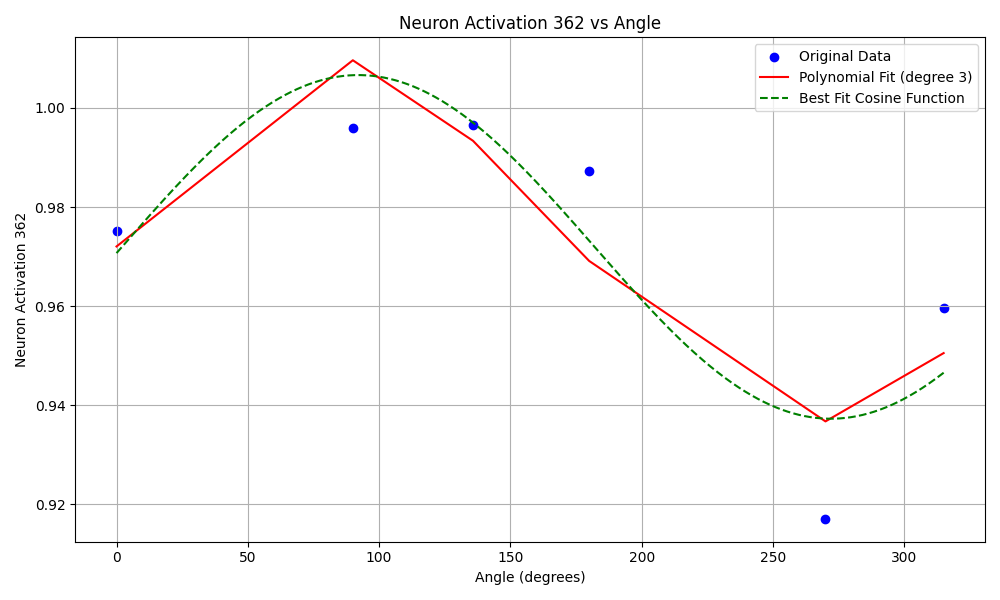 Neuron Activation 362 vs Angle
Original Data
Polynomial Fit (degree 3)
Best Fit Cosine Function
Neuron Activation 362
1.00
0.98
0.96
0.94
0.92
0
50
100
150
200
250
300
Angle (degrees)